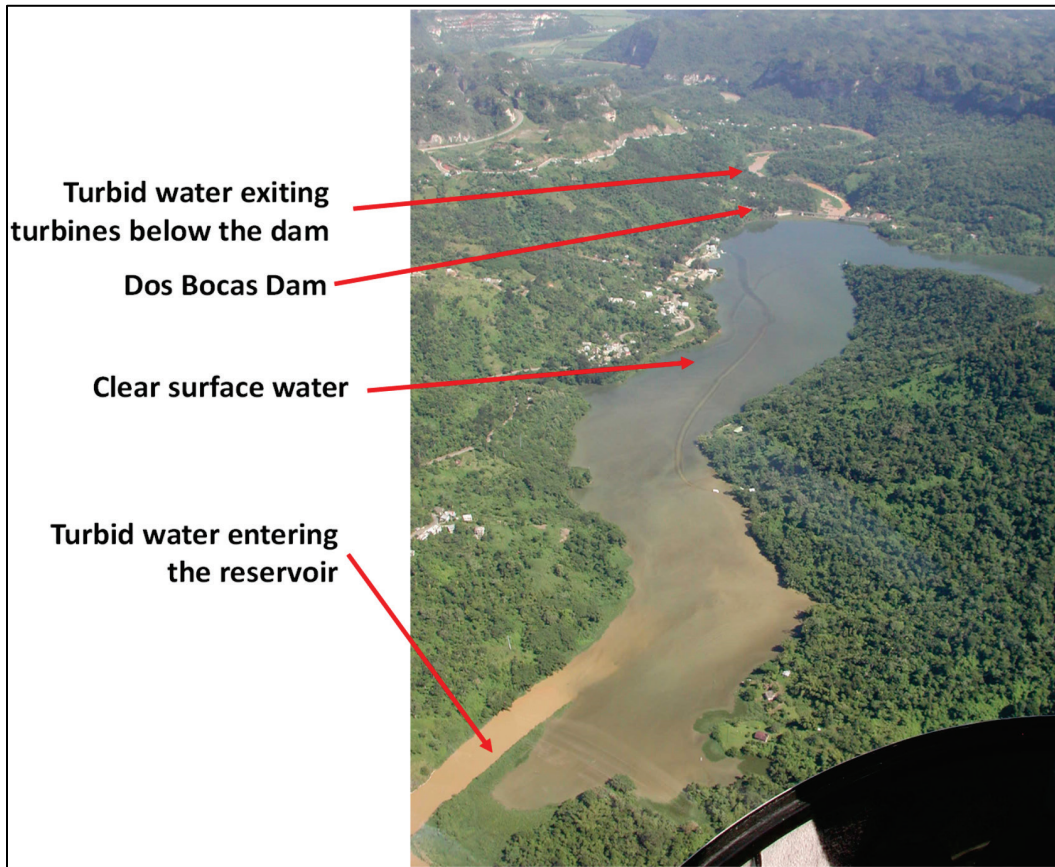 Turbid water exiting
turbines below the dam
Dos Bocas Dam
Clear surface water
Turbid water entering
the reservoir